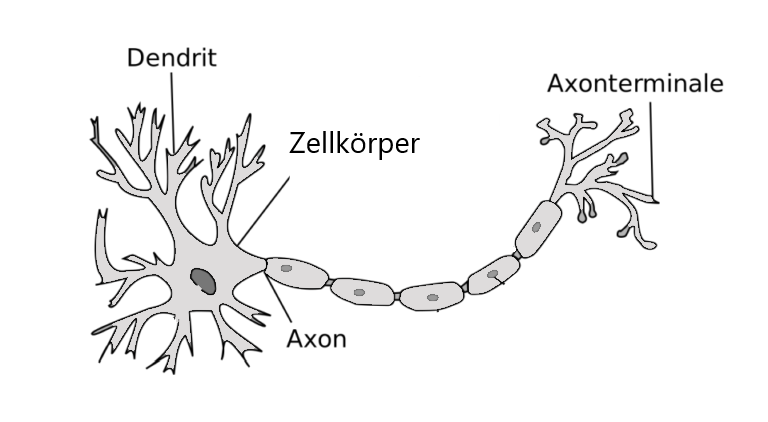 Dendrit
Axonterminale
Zellkörper
Axon